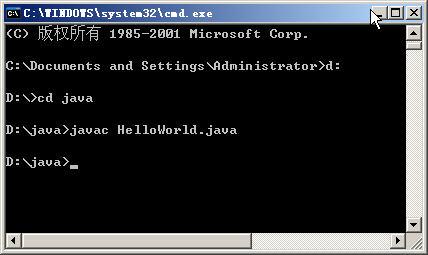 C:\WINDOWS\system32\cmd.exe
(C) 版权所有 1985-2001 Microsoft Corp.
C:\Documents and Settings\Administrator>d:
D:\>cd java
D:\java>javac HelloWorld.java
D:\java>